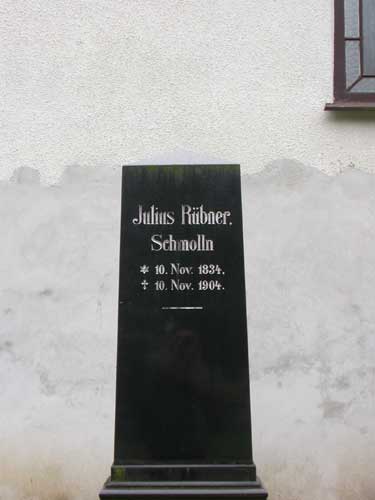 Julius Rübner,
Schmolln
* 10. Nov. 1834,
† 10. Nov. 1904.